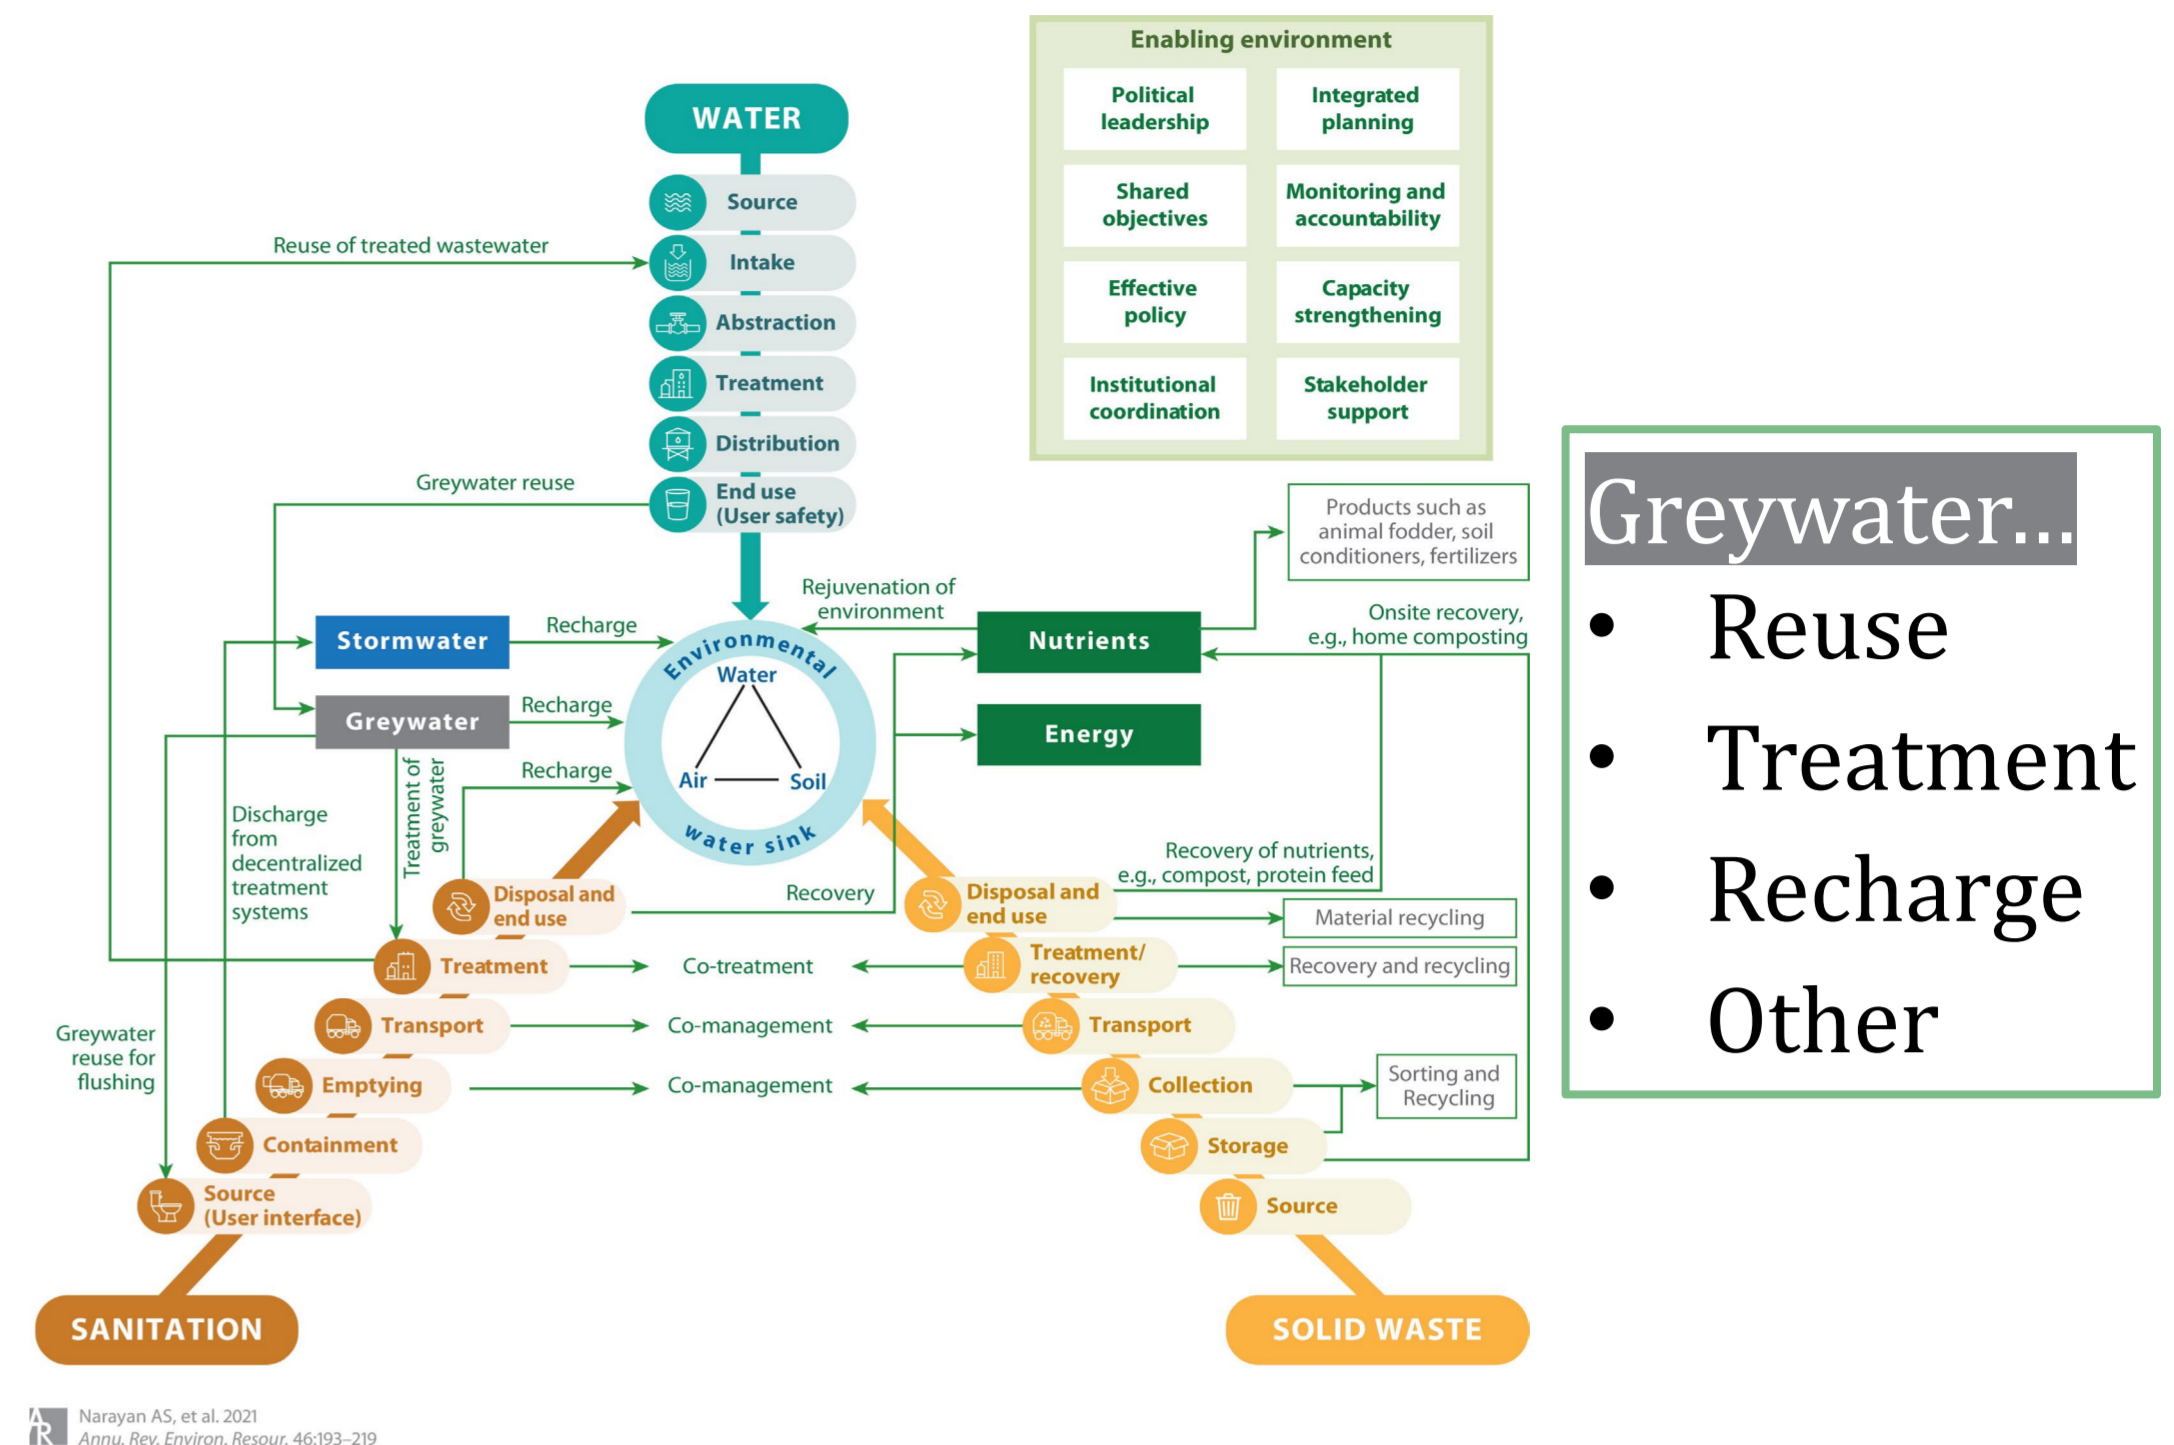 Enabling environment
Political
leadership
Integrated
planning
Shared
objectives
Monitoring and
accountability
Effective
policy
Capacity
strengthening
Institutional
coordination
Stakeholder
support
WATER
Source
Reuse of treated wastewater
Intake
Abstraction
Treatment
Distribution
Greywater reuse
End use
(User safety)
Products such as
animal fodder, soil
conditioners, fertilizers
Rejuvenation of
environment
Onsite recovery,
e.g., home composting
Stormwater
Recharge
Nutrients
Greywater
Recharge
Energy
Recharge
Environmental
water sink
Water
Air
Soil
Treatment of
greywater
Discharge
from
decentralized
treatment
systems
Recovery of nutrients,
e.g., compost, protein feed
Disposal and
end use
Recovery
Disposal and
end use
Material recycling
Treatment
Co-treatment
Treatment/
recovery
Recovery and recycling
Transport
Co-management
Transport
Greywater
reuse for
flushing
Emptying
Co-management
Collection
Sorting and
Recycling
Containment
Storage
Source
(User interface)
Source
SANITATION
SOLID WASTE
Greywater...
• Reuse
• Treatment
• Recharge
• Other
AR
Narayan AS, et al. 2021
Annu. Rev. Environ. Resour. 46:193–219